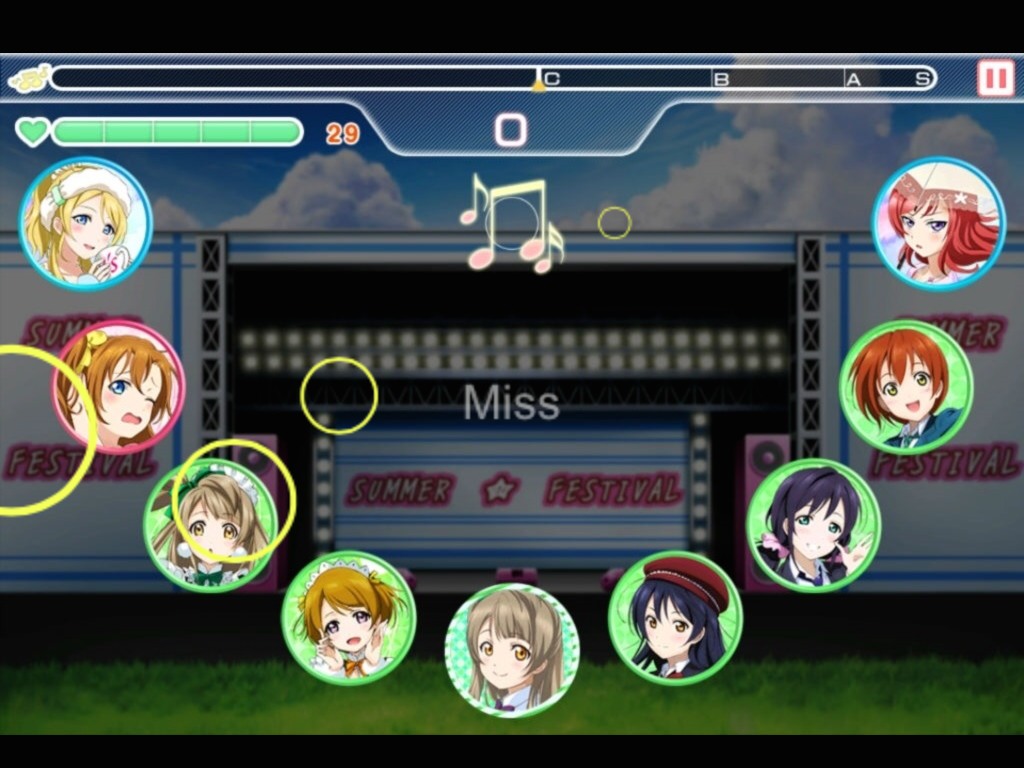 C B A S
29
0
SUMMER
SUMMER
Miss
FESTIVAL
FESTIVAL
SUMMER ★ FESTIVAL